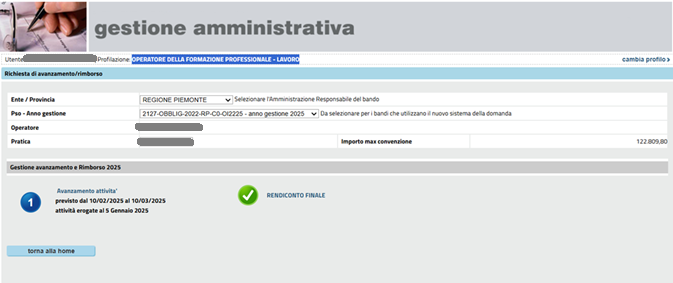 gestione amministrativa
Utente Profilazione: OPERATORE DELLA FORMAZIONE PROFESSIONALE - LAVORO cambia profilo
Richiesta di avanzamento/rimborso
Ente / Provincia REGIONE PIEMONTE Selezionare l'Amministrazione Responsabile del bando
Pso - Anno gestione 2127-OBBLIG-2022-RP-C0-OI2225 - anno gestione 2025 Da selezionare per i bandi che utilizzano il nuovo sistema della domanda
Operatore
Pratica Importo max convenzione 122.809,80
Gestione avanzamento e Rimborso 2025
1 Avanzamento attivita' RENDICONTO FINALE
previsto dal 10/02/2025 al 10/03/2025
attività erogate al 5 Gennaio 2025
torna alla home